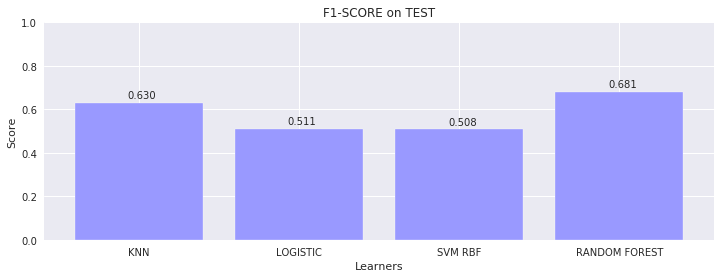 F1-SCORE on TEST
1.0
0.8
0.6
0.4
0.2
0.0
Score
0.630
0.511
0.508
0.681
KNN
LOGISTIC
SVM RBF
RANDOM FOREST
Learners